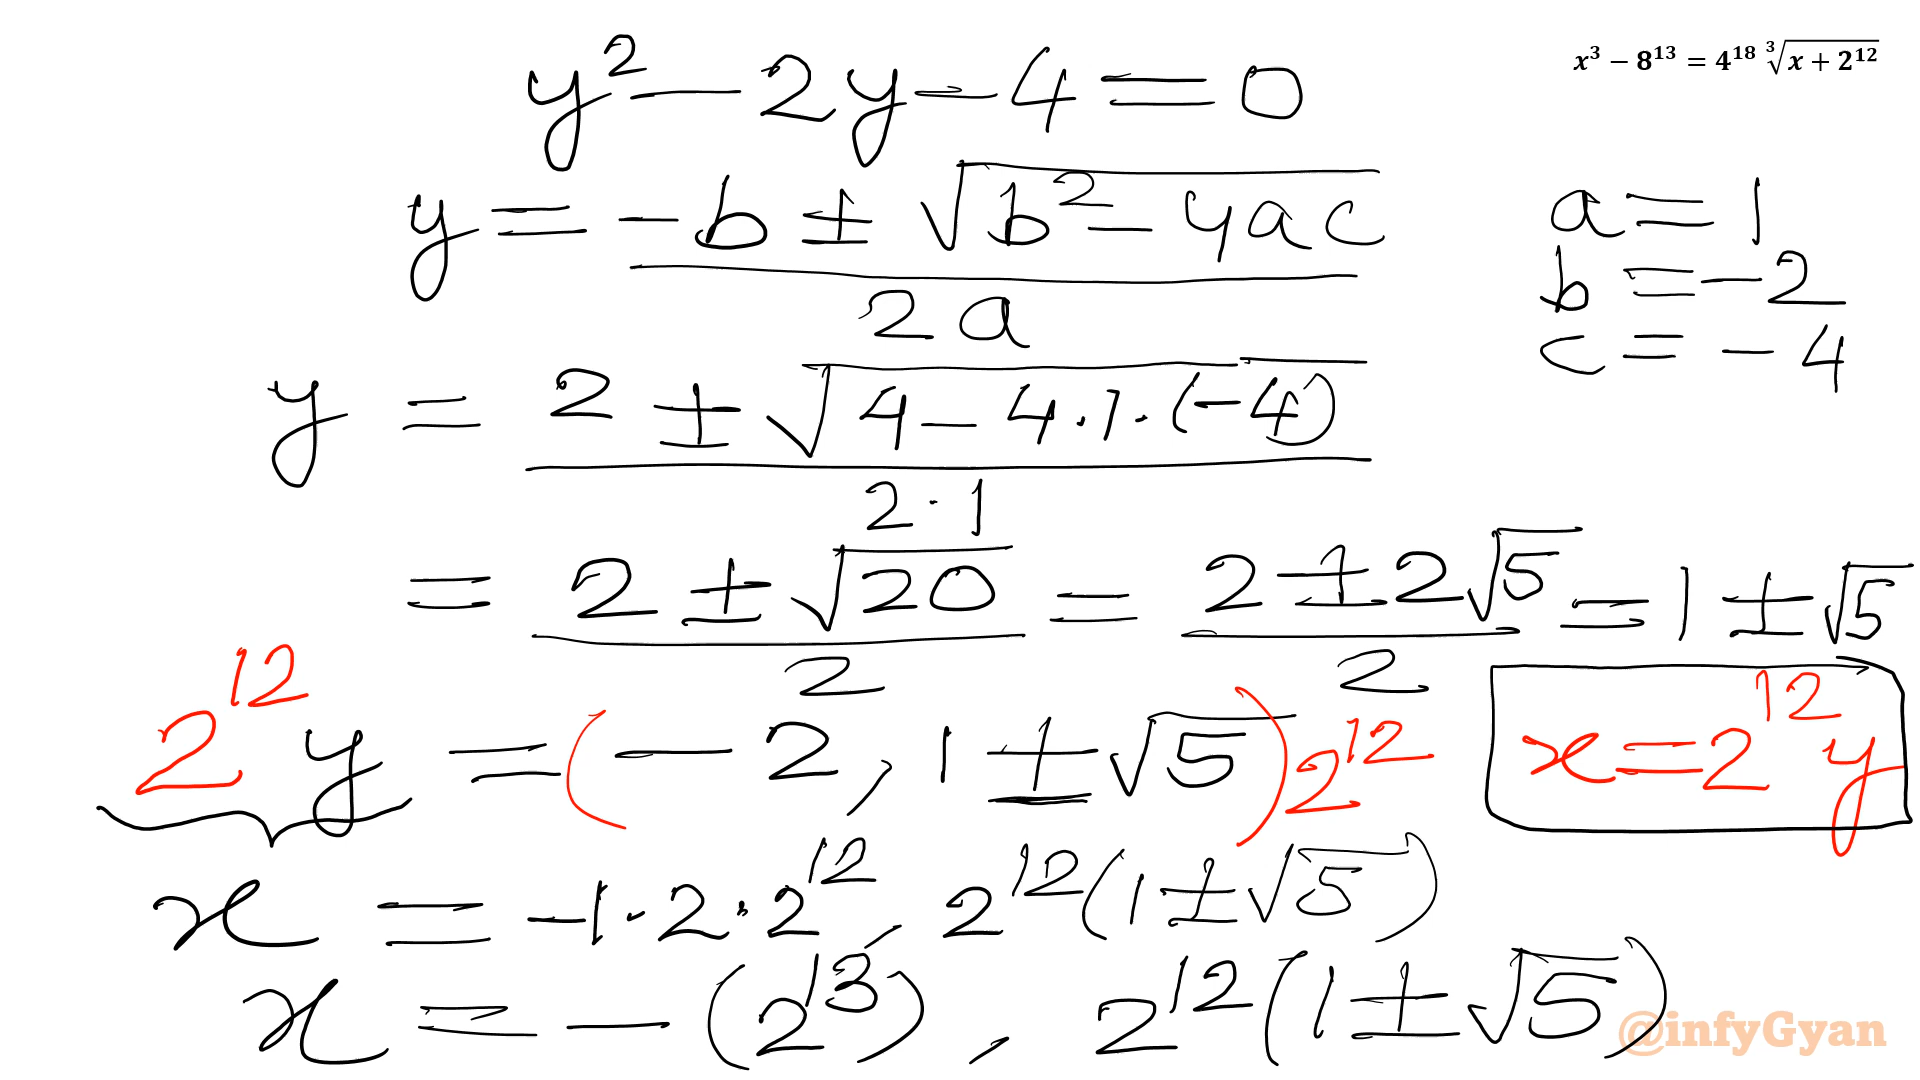 x³ − 8¹³ = 4¹⁸ ∛(x + 2¹²)
y² − 2y − 4 = 0
y = (−b ± √(b² − 4ac)) / 2a
a = 1
b = −2
c = −4
y = (2 ± √(4 − 4·1·(−4))) / 2·1
= (2 ± √20) / 2 = (2 ± 2√5) / 2 = 1 ± √5
2¹² y = (−2, 1 ± √5) 2¹²
x = 2¹² y
x = −1·2·2¹², 2¹²(1 ± √5)
x = −(2¹³), 2¹²(1 ± √5)
@infyGyan